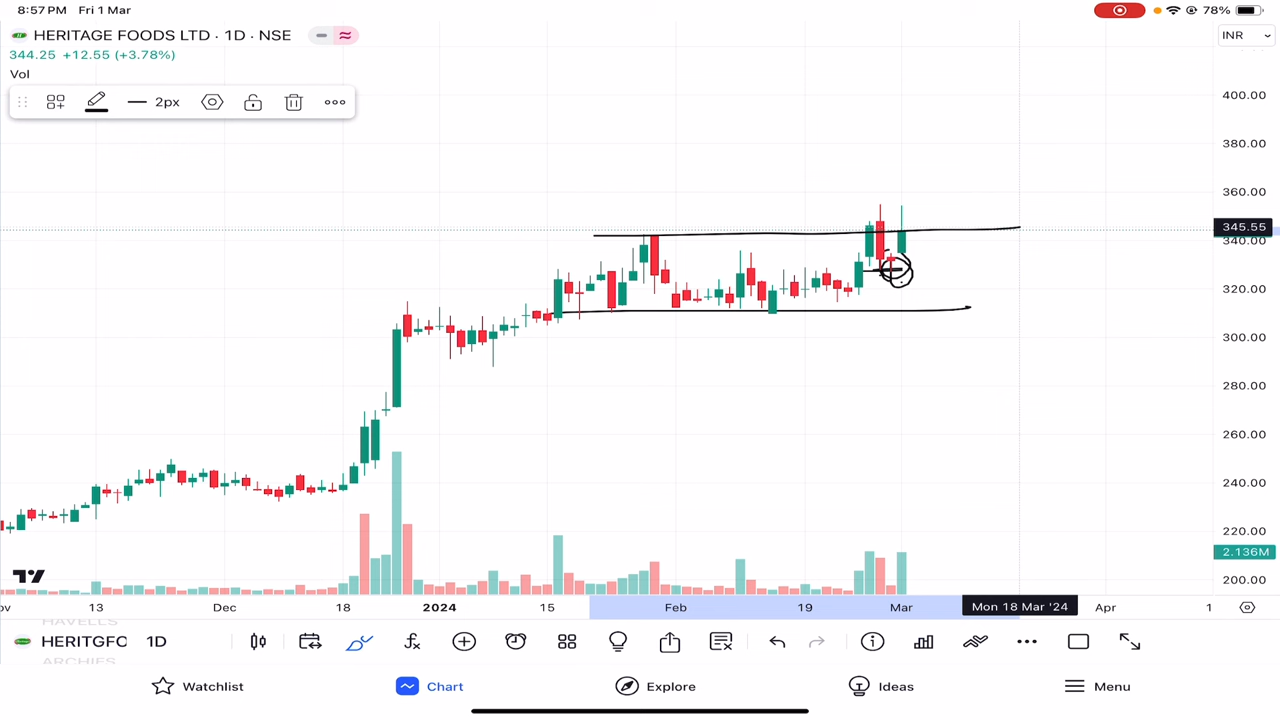 8:57 PM Fri 1 Mar
78%
HERITAGE FOODS LTD · 1D · NSE
INR
344.25 +12.55 (+3.78%)
Vol
2px
400.00
380.00
360.00
345.55
340.00
320.00
300.00
280.00
260.00
240.00
220.00
2.136M
200.00
13
Dec
18
2024
15
Feb
19
Mar
Mon 18 Mar '24
Apr
1
HAVELLS
HERITGFC 1D
ARCHIES
Watchlist
Chart
Explore
Ideas
Menu